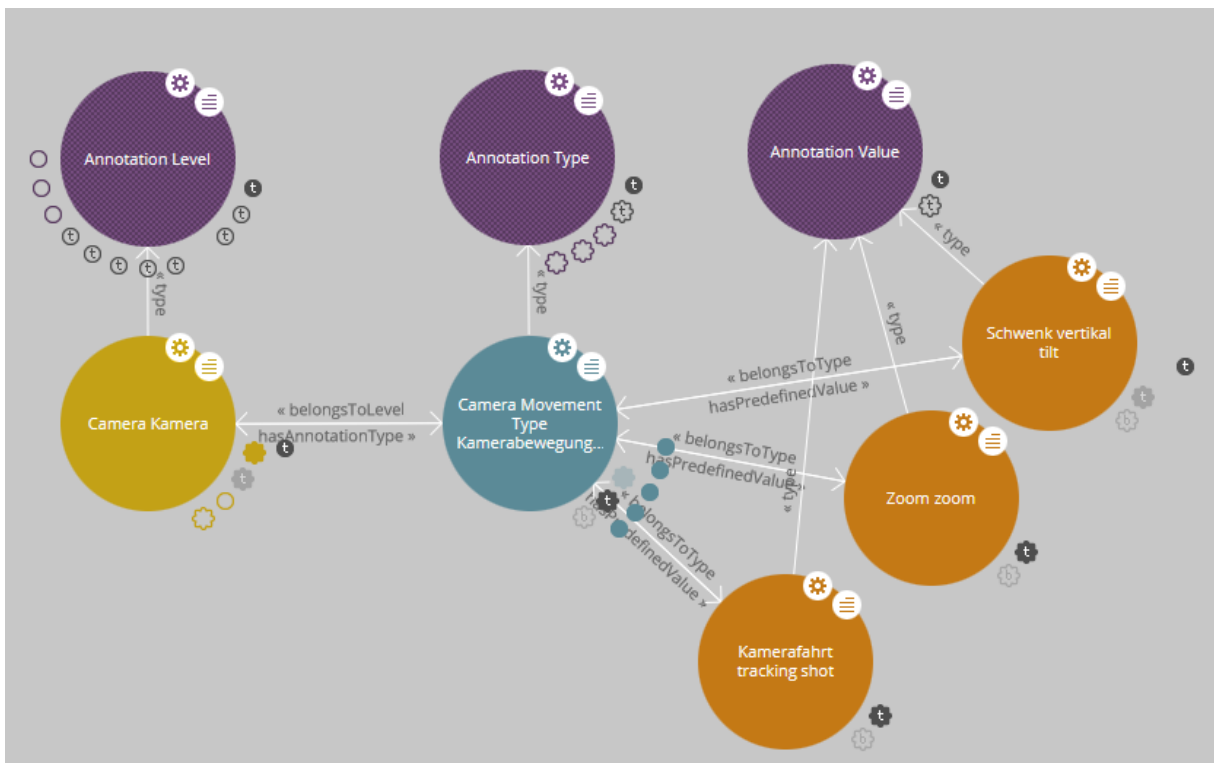 Annotation Level
Annotation Type
Annotation Value
« type
« type
« type
« type
« type
Schwenk vertikal
tilt
Camera Kamera
« belongsToLevel
hasAnnotationType »
Camera Movement
Type
Kamerabewegung...
« belongsToType
hasPredefinedValue »
« belongsToType
hasPredefinedValue »
Zoom zoom
« belongsToType
hasPredefinedValue »
Kamerafahrt
tracking shot